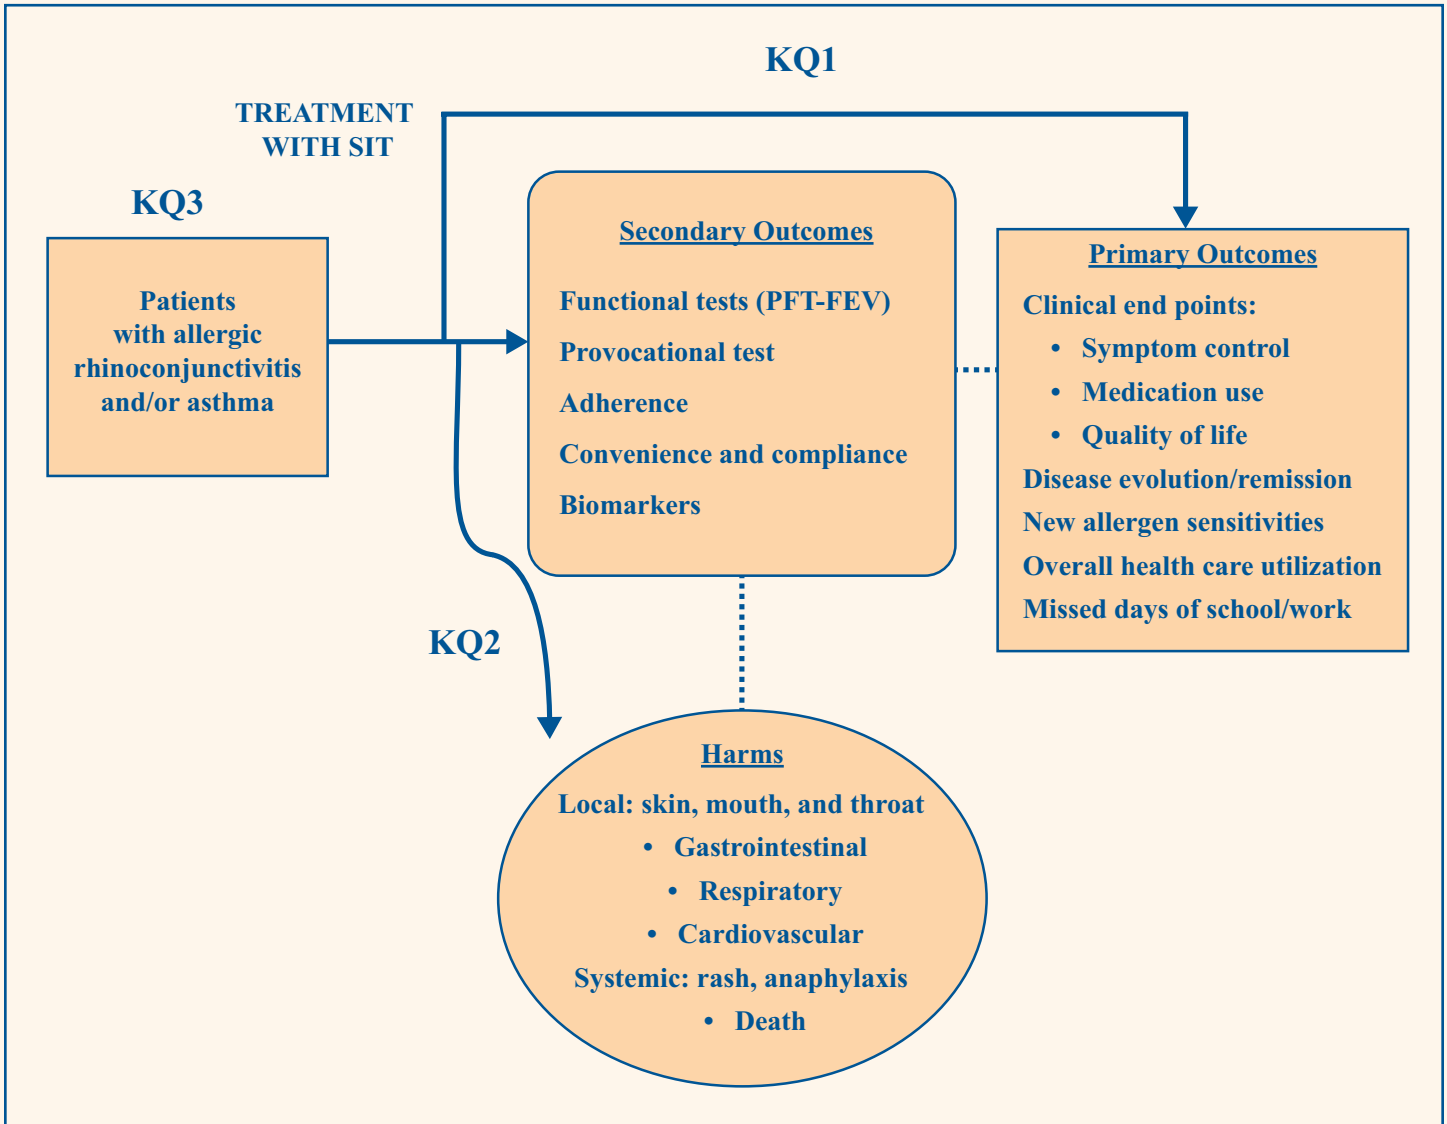 KQ1
TREATMENT
WITH SIT
KQ3
Patients
with allergic
rhinoconjunctivitis
and/or asthma
Secondary Outcomes
Functional tests (PFT-FEV)
Provocational test
Adherence
Convenience and compliance
Biomarkers
Primary Outcomes
Clinical end points:
• Symptom control
• Medication use
• Quality of life
Disease evolution/remission
New allergen sensitivities
Overall health care utilization
Missed days of school/work
KQ2
Harms
Local: skin, mouth, and throat
• Gastrointestinal
• Respiratory
• Cardiovascular
Systemic: rash, anaphylaxis
• Death